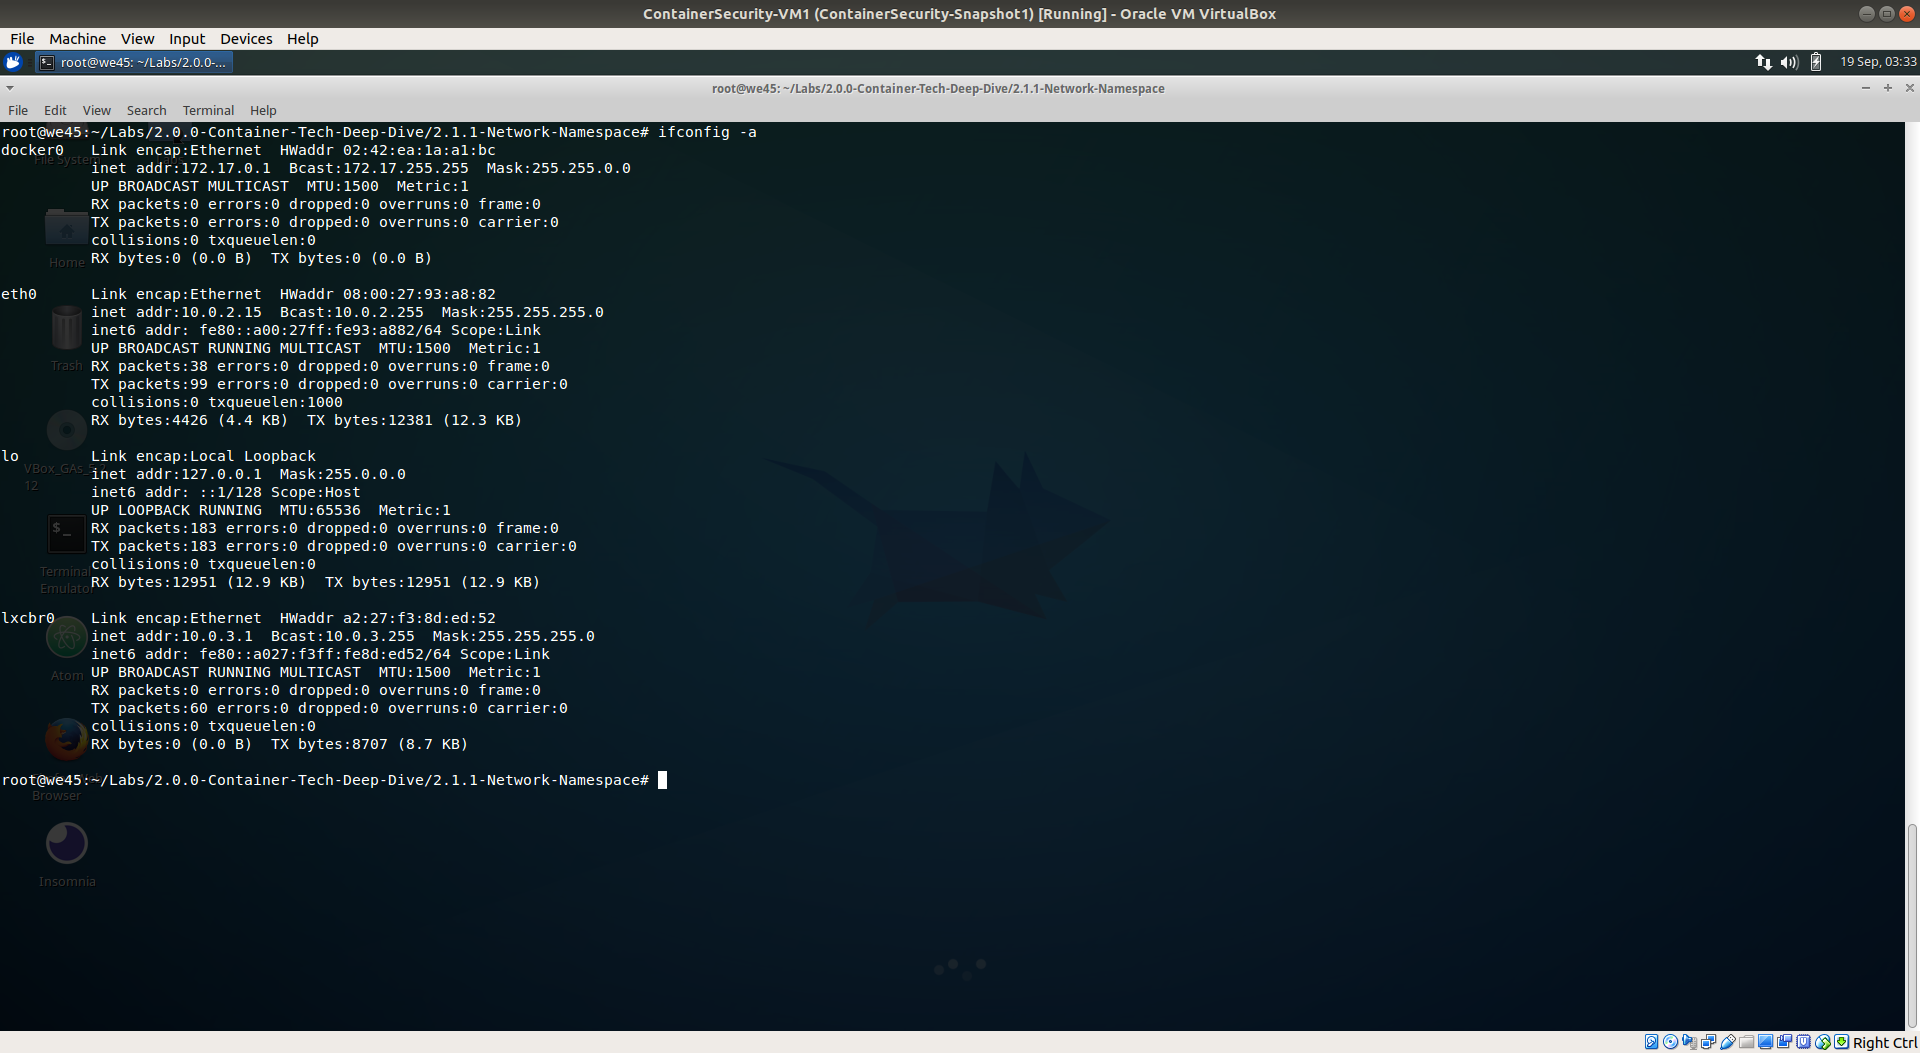 ContainerSecurity-VM1 (ContainerSecurity-Snapshot1) [Running] - Oracle VM VirtualBox
File Machine View Input Devices Help
root@we45: ~/Labs/2.0.0-...
19 Sep, 03:33
root@we45: ~/Labs/2.0.0-Container-Tech-Deep-Dive/2.1.1-Network-Namespace
File Edit View Search Terminal Help
root@we45:~/Labs/2.0.0-Container-Tech-Deep-Dive/2.1.1-Network-Namespace# ifconfig -a
docker0   Link encap:Ethernet  HWaddr 02:42:ea:1a:a1:bc
          inet addr:172.17.0.1  Bcast:172.17.255.255  Mask:255.255.0.0
          UP BROADCAST MULTICAST  MTU:1500  Metric:1
          RX packets:0 errors:0 dropped:0 overruns:0 frame:0
          TX packets:0 errors:0 dropped:0 overruns:0 carrier:0
          collisions:0 txqueuelen:0
          RX bytes:0 (0.0 B)  TX bytes:0 (0.0 B)
eth0      Link encap:Ethernet  HWaddr 08:00:27:93:a8:82
          inet addr:10.0.2.15  Bcast:10.0.2.255  Mask:255.255.255.0
          inet6 addr: fe80::a00:27ff:fe93:a882/64 Scope:Link
          UP BROADCAST RUNNING MULTICAST  MTU:1500  Metric:1
          RX packets:38 errors:0 dropped:0 overruns:0 frame:0
          TX packets:99 errors:0 dropped:0 overruns:0 carrier:0
          collisions:0 txqueuelen:1000
          RX bytes:4426 (4.4 KB)  TX bytes:12381 (12.3 KB)
lo        Link encap:Local Loopback
          inet addr:127.0.0.1  Mask:255.0.0.0
          inet6 addr: ::1/128 Scope:Host
          UP LOOPBACK RUNNING  MTU:65536  Metric:1
          RX packets:183 errors:0 dropped:0 overruns:0 frame:0
          TX packets:183 errors:0 dropped:0 overruns:0 carrier:0
          collisions:0 txqueuelen:0
          RX bytes:12951 (12.9 KB)  TX bytes:12951 (12.9 KB)
lxcbr0    Link encap:Ethernet  HWaddr a2:27:f3:8d:ed:52
          inet addr:10.0.3.1  Bcast:10.0.3.255  Mask:255.255.255.0
          inet6 addr: fe80::a027:f3ff:fe8d:ed52/64 Scope:Link
          UP BROADCAST RUNNING MULTICAST  MTU:1500  Metric:1
          RX packets:0 errors:0 dropped:0 overruns:0 frame:0
          TX packets:60 errors:0 dropped:0 overruns:0 carrier:0
          collisions:0 txqueuelen:0
          RX bytes:0 (0.0 B)  TX bytes:8707 (8.7 KB)
root@we45:~/Labs/2.0.0-Container-Tech-Deep-Dive/2.1.1-Network-Namespace#
File System
Home
Trash
VBox_GAs_5.
12
Terminal
Emulator
Atom
Browser
Insomnia
Right Ctrl